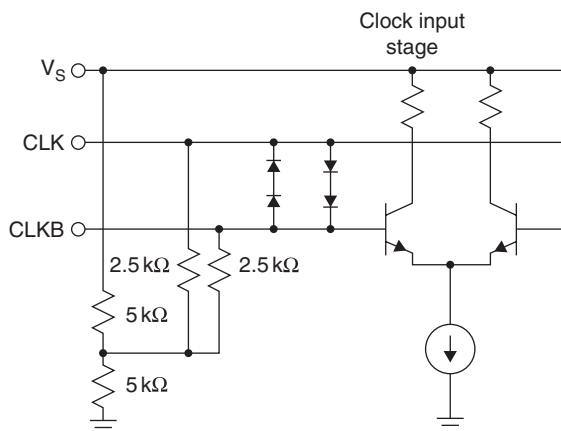 Clock input
stage
V_S
CLK
CLKB
2.5 kΩ 2.5 kΩ
5 kΩ
5 kΩ